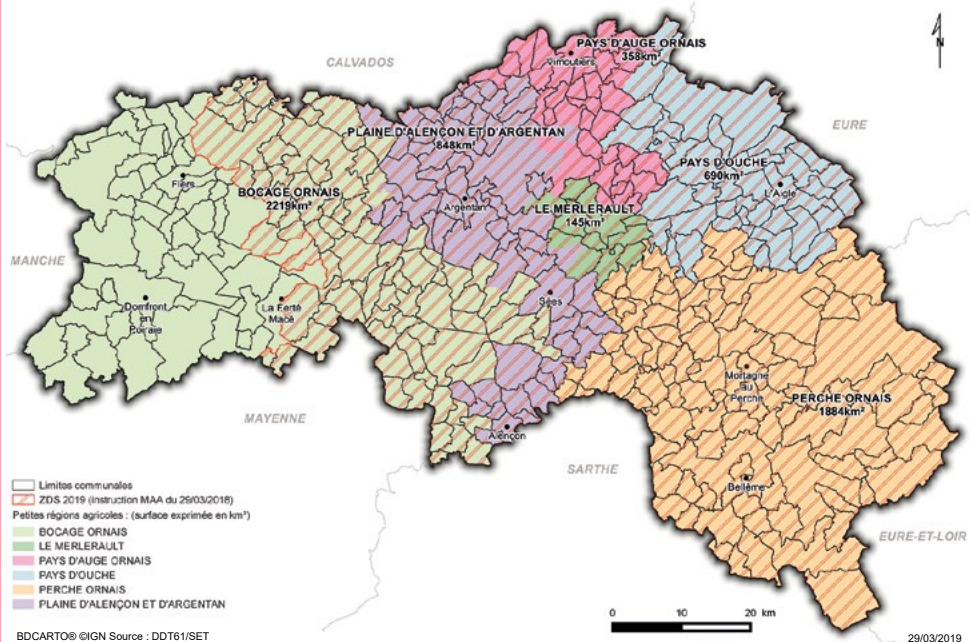 PAYS D'AUGE ORNAIS
358km²
Vimoutiers
CALVADOS
N
EURE
PLAINE D'ALENÇON ET D'ARGENTAN
848km²
PAYS D'OUCHE
690km²
L'Aigle
Flers
BOCAGE ORNAIS
2219km²
Argentan
LE MERLERAULT
145km²
MANCHE
Domfront
en
Poiraie
La Ferté
Macé
Sées
Mortagne
au
Perche
PERCHE ORNAIS
1884km²
MAYENNE
Alençon
SARTHE
Bellême
EURE-ET-LOIR
Limites communales
ZDS 2019 (instruction MAA du 29/03/2018)
Petites régions agricoles : (surface exprimée en km²)
BOCAGE ORNAIS
LE MERLERAULT
PAYS D'AUGE ORNAIS
PAYS D'OUCHE
PERCHE ORNAIS
PLAINE D'ALENÇON ET D'ARGENTAN
0 10 20 km
BDCARTO® ©IGN Source : DDT61/SET
29/03/2019